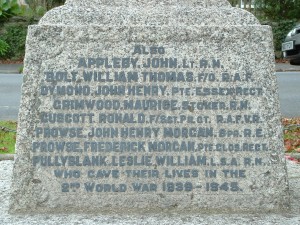 ALSO
APPLEBY, JOHN, LT. R.N.
BOLT, WILLIAM THOMAS, F/O. R.A.F.
DYMOND, JOHN HENRY, PTE. ESSEX REGT.
GRIMWOOD, MAURICE, STOKER, R.N.
GUSCOTT, RONALD, F/SGT. PILOT. R.A.F.V.R.
PROWSE, JOHN HENRY MORGAN, SPR. R.E.
PROWSE, FREDERICK MORGAN, PTE. GLOS. REGT.
PULLYBLANK, LESLIE, WILLIAM, L.S.A. R.N.
WHO GAVE THEIR LIVES IN THE
2ND WORLD WAR 1939-1945.